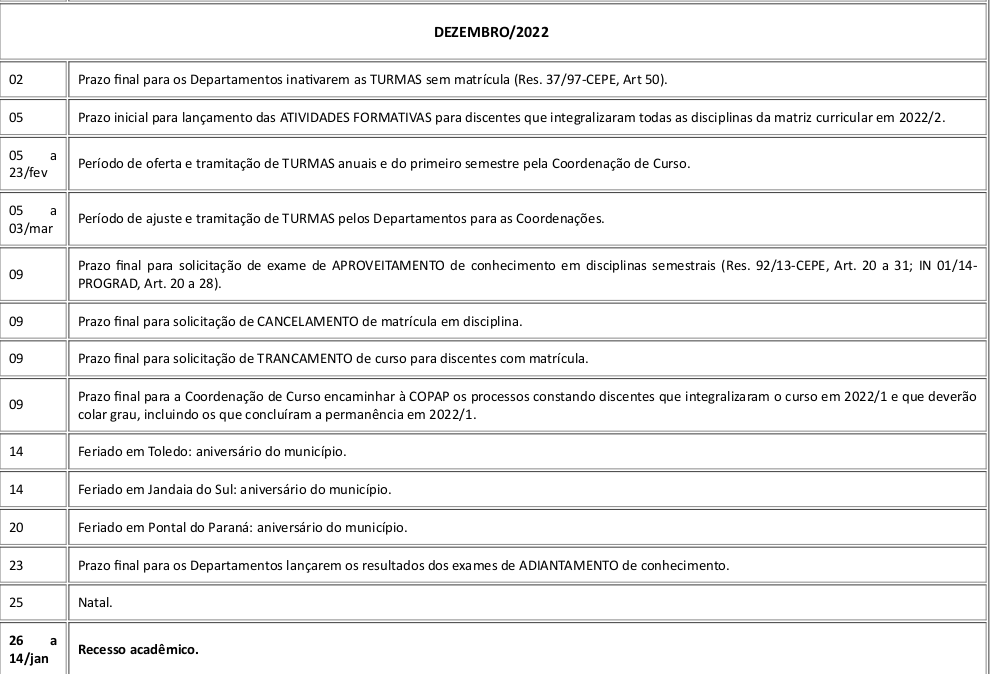 DEZEMBRO/2022
02 Prazo final para os Departamentos inativarem as TURMAS sem matrícula (Res. 37/97-CEPE, Art 50).
05 Prazo inicial para lançamento das ATIVIDADES FORMATIVAS para discentes que integralizaram todas as disciplinas da matriz curricular em 2022/2.
05 a
23/fev
Período de oferta e tramitação de TURMAS anuais e do primeiro semestre pela Coordenação de Curso.
05 a
03/mar
Período de ajuste e tramitação de TURMAS pelos Departamentos para as Coordenações.
09
Prazo final para solicitação de exame de APROVEITAMENTO de conhecimento em disciplinas semestrais (Res. 92/13-CEPE, Art. 20 a 31; IN 01/14-
PROGRAD, Art. 20 a 28).
09 Prazo final para solicitação de CANCELAMENTO de matrícula em disciplina.
09 Prazo final para solicitação de TRANCAMENTO de curso para discentes com matrícula.
09
Prazo final para a Coordenação de Curso encaminhar à COPAP os processos constando discentes que integralizaram o curso em 2022/1 e que deverão
colar grau, incluindo os que concluíram a permanência em 2022/1.
14 Feriado em Toledo: aniversário do município.
14 Feriado em Jandaia do Sul: aniversário do município.
20 Feriado em Pontal do Paraná: aniversário do município.
23 Prazo final para os Departamentos lançarem os resultados dos exames de ADIANTAMENTO de conhecimento.
25 Natal.
26 a
14/jan
Recesso acadêmico.